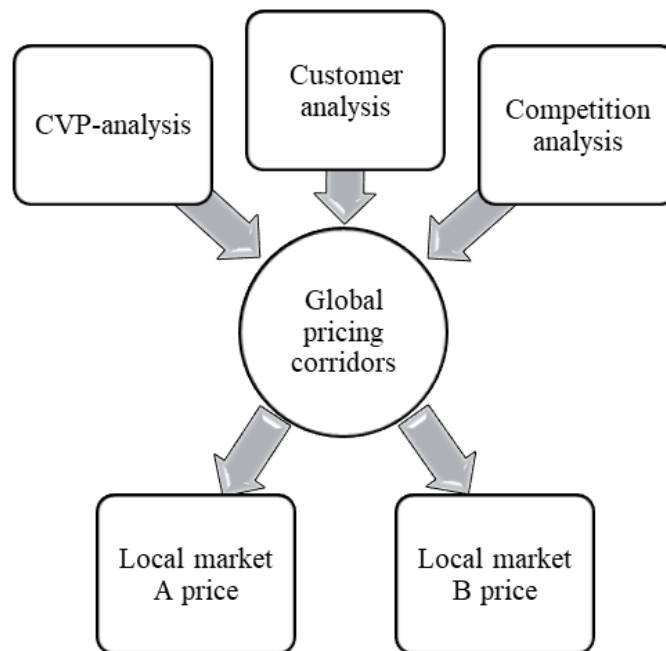 CVP-analysis
Customer
analysis
Competition
analysis
Global
pricing
corridors
Local market
A price
Local market
B price